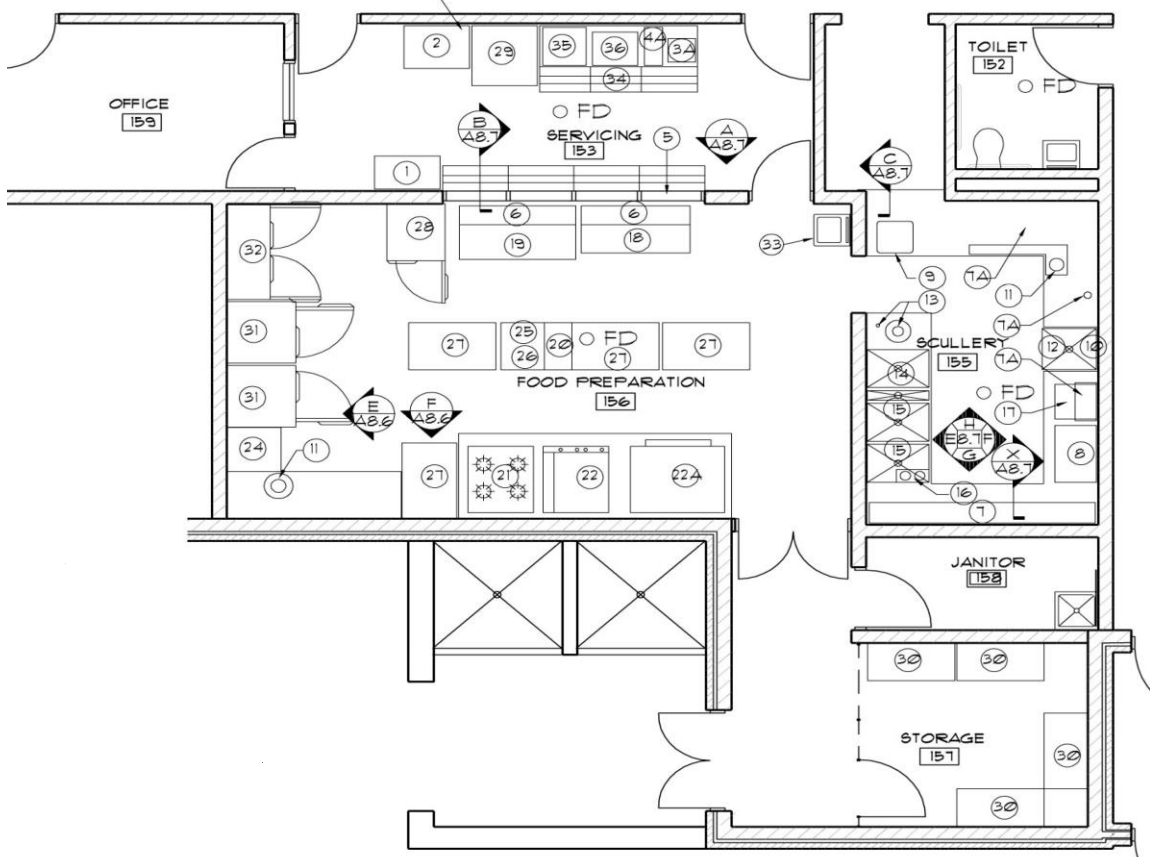 2
29
35
36
4A
3A
34
TOILET
152
FD
OFFICE
159
FD
B
A8.7
SERVICING
153
A
A8.7
5
1
C
A8.7
32
28
6
6
19
18
33
9
7A
11
13
7A
31
27
25
26
20
FD
27
27
SCULLERY
155
12
10
7A
14
FOOD PREPARATION
156
31
E
A8.6
F
A8.6
15
FD
17
H
E
8.7
F
G
X
A8.7
8
15
24
11
27
21
22
22A
16
7
JANITOR
158
30
30
STORAGE
157
30
30